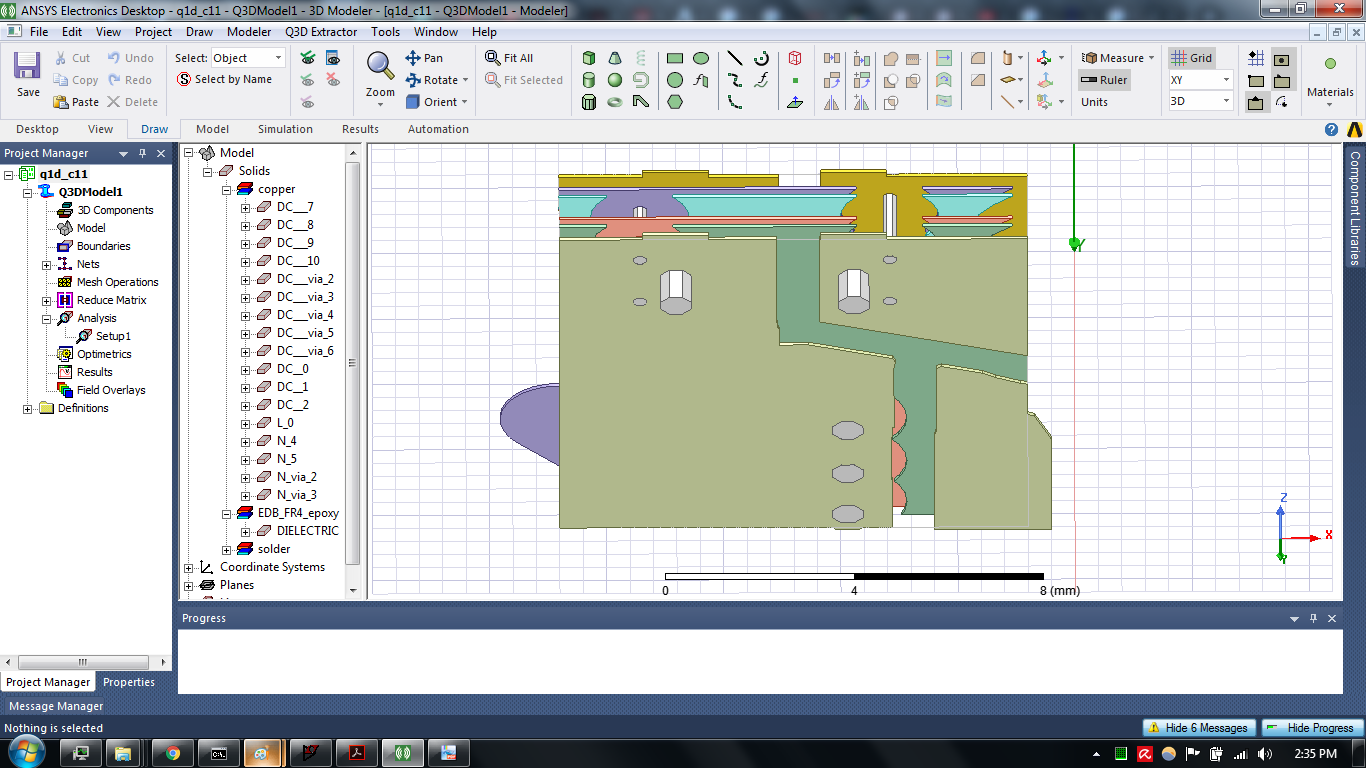 ANSYS Electronics Desktop - q1d_c11 - Q3DModel1 - 3D Modeler - [q1d_c11 - Q3DModel1 - Modeler]
File Edit View Project Draw Modeler Q3D Extractor Tools Window Help
Save
Cut Undo
Copy Redo
Paste Delete
Select: Object
Select by Name
Zoom
Pan
Rotate
Orient
Fit All
Fit Selected
Measure
Ruler
Units
Grid
XY
3D
Materials
Desktop View Draw Model Simulation Results Automation
Project Manager
q1d_c11
Q3DModel1
3D Components
Model
Boundaries
Nets
Mesh Operations
Reduce Matrix
Analysis
Setup1
Optimetrics
Results
Field Overlays
Definitions
Project Manager Properties
Model
Solids
copper
DC__7
DC__8
DC__9
DC__10
DC__via_2
DC__via_3
DC__via_4
DC__via_5
DC__via_6
DC__0
DC__1
DC__2
L_0
N_4
N_5
N_via_2
N_via_3
EDB_FR4_epoxy
DIELECTRIC
solder
Coordinate Systems
Planes
Y
Z
X
Y
0 4 8 (mm)
Component Libraries
Progress
Message Manager
Nothing is selected
Hide 6 Messages
Hide Progress
2:35 PM